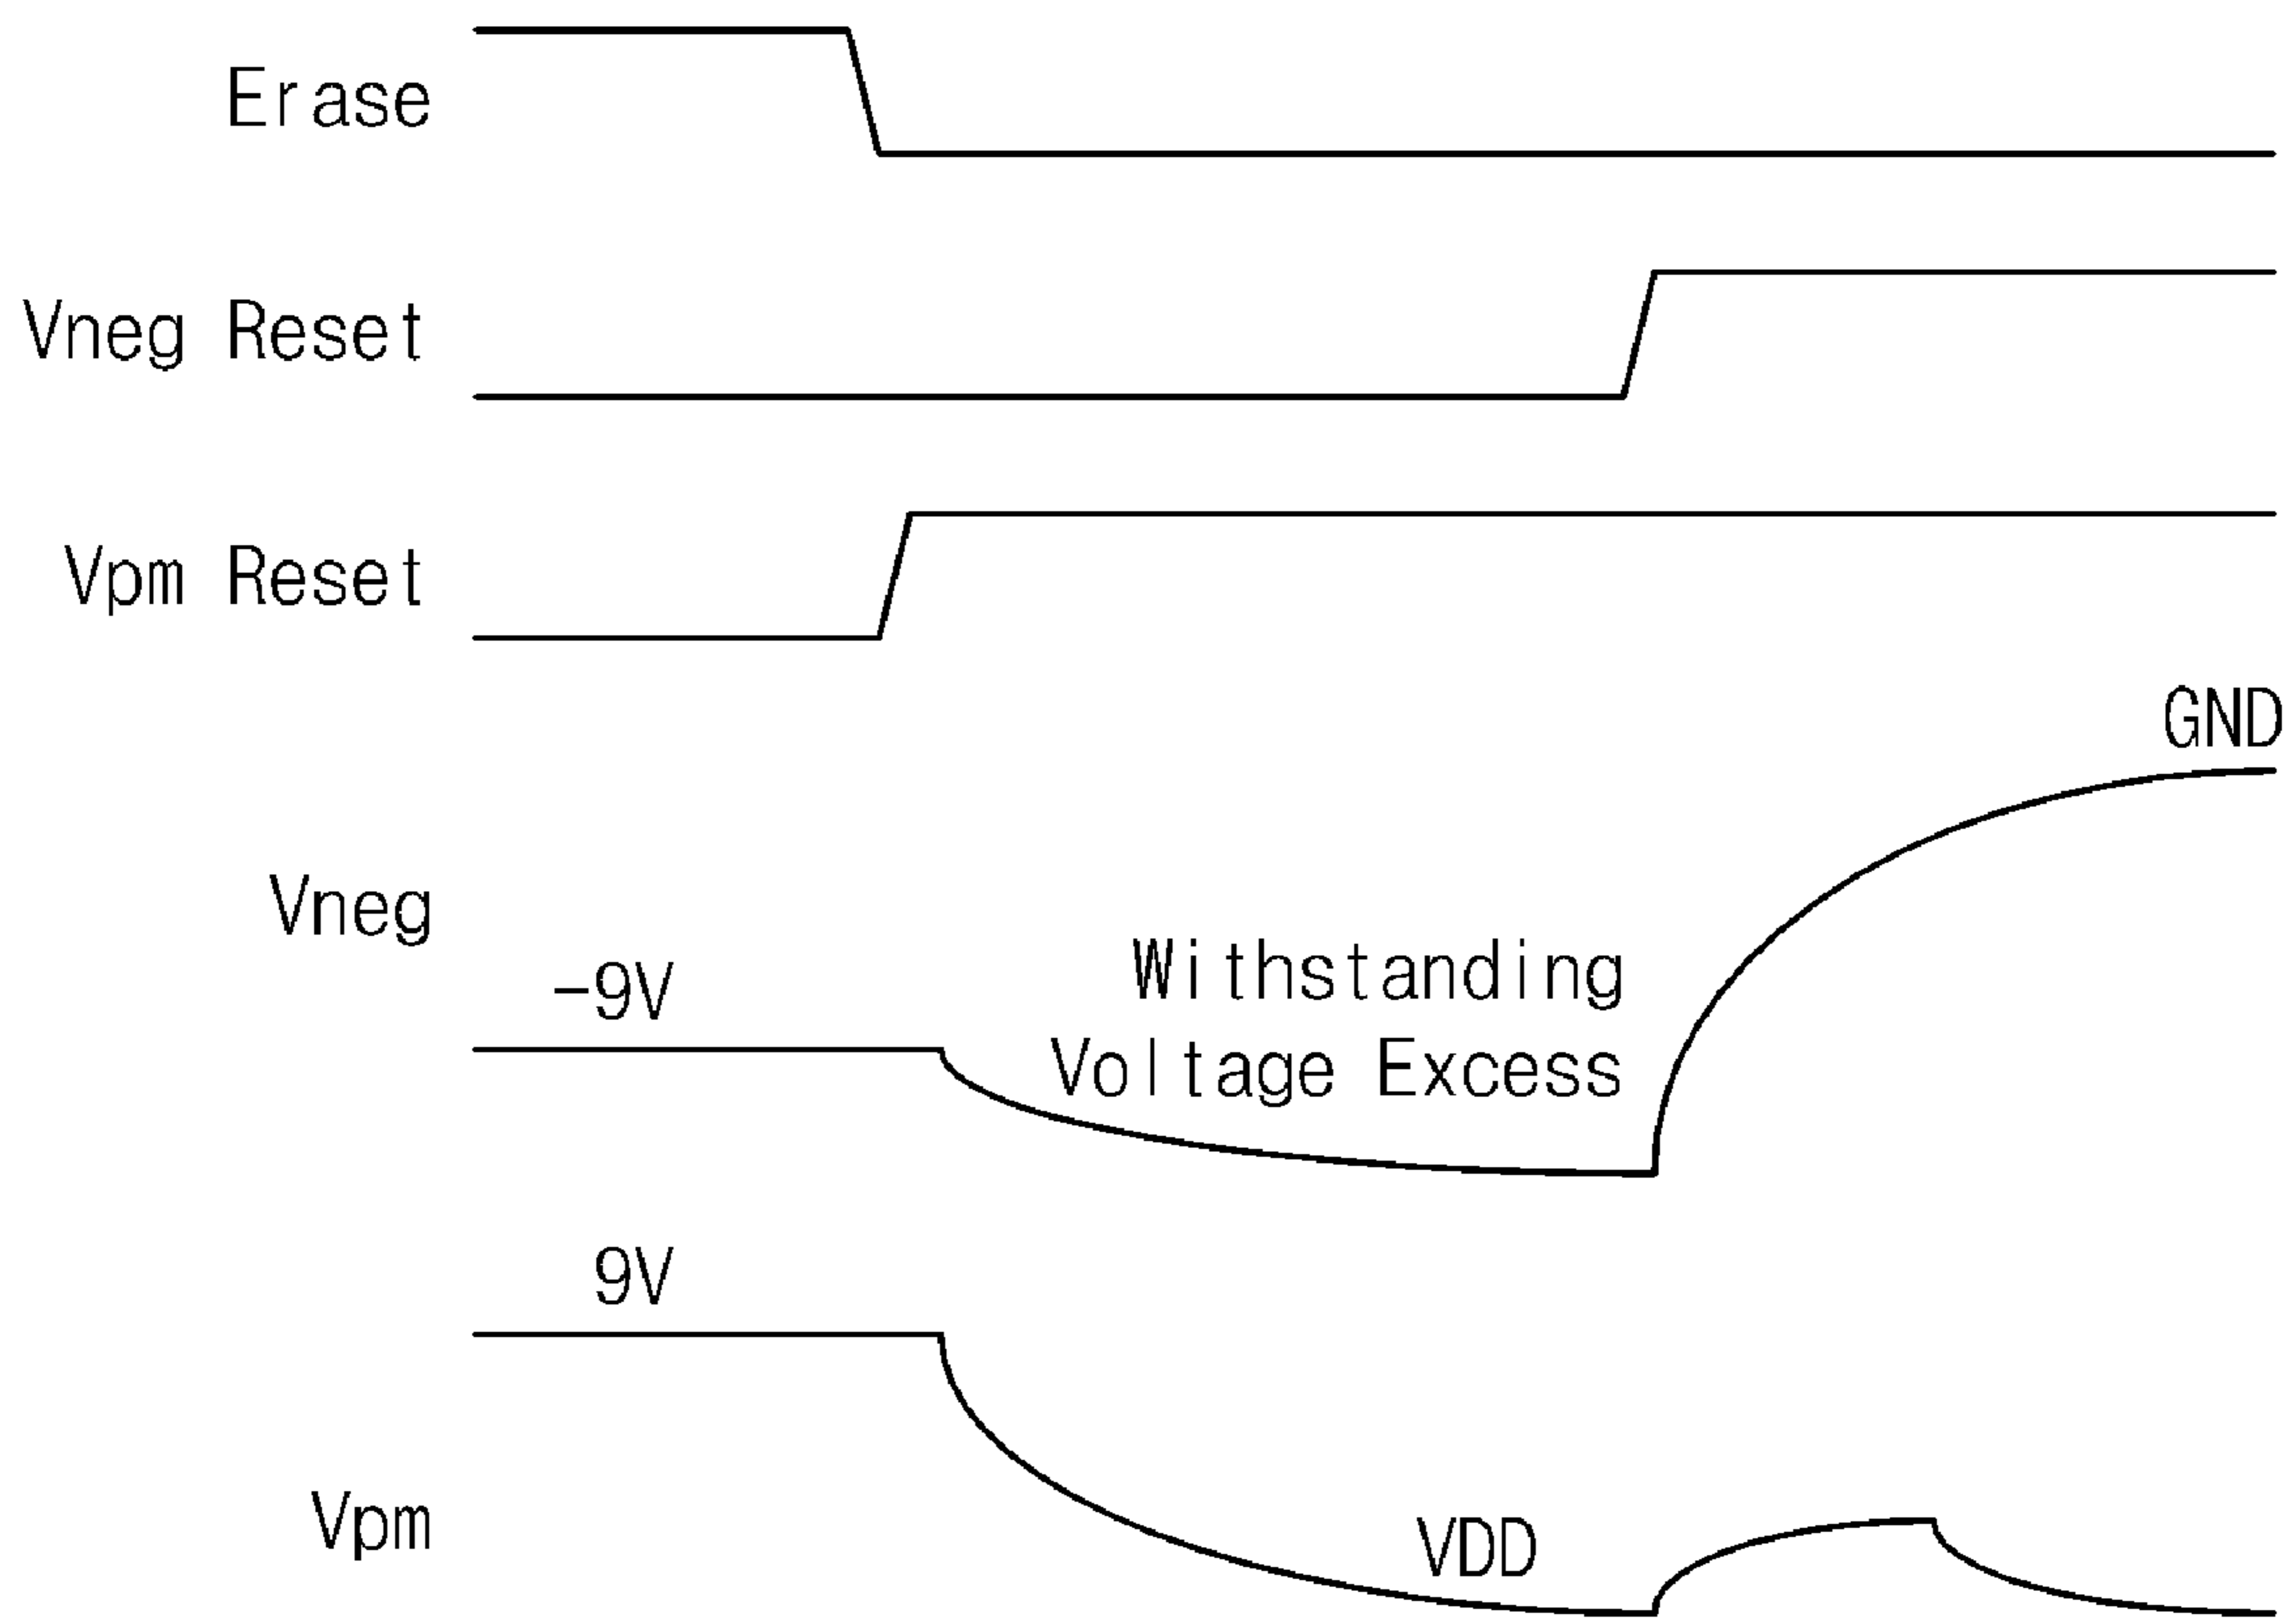 Erase
Vneg Reset
Vpm Reset
GND
Vneg
-9V
Withstanding
Voltage Excess
9V
Vpm
VDD